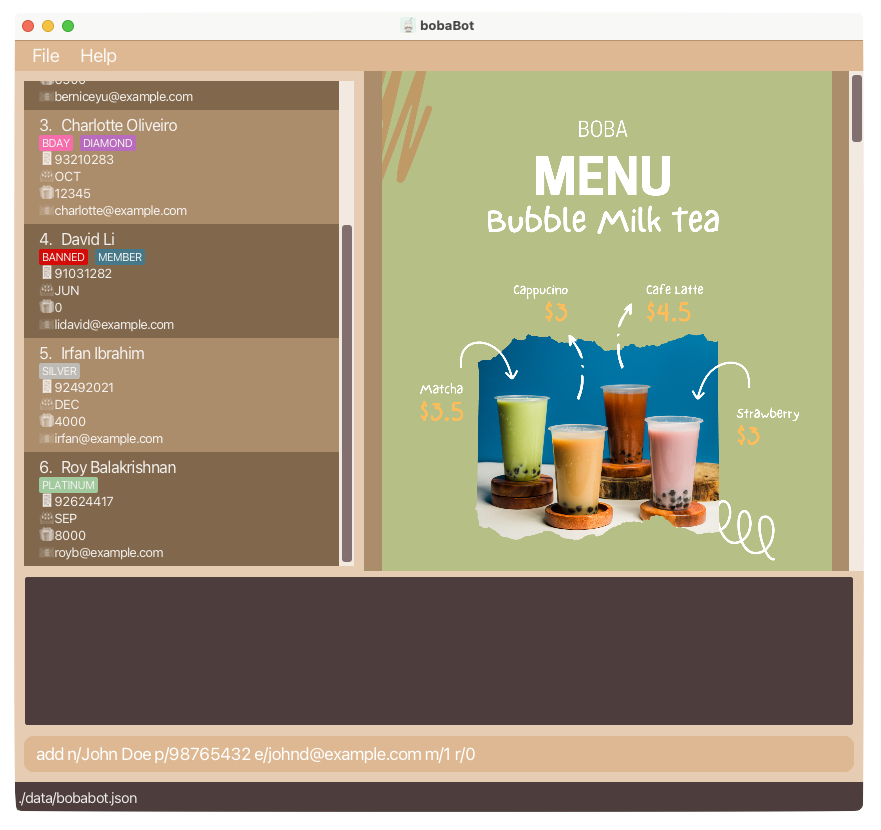 bobaBot
File Help
berniceyu@example.com
3. Charlotte Oliveiro
BDAY DIAMOND
93210283
OCT
12345
charlotte@example.com
4. David Li
BANNED MEMBER
91031282
JUN
0
lidavid@example.com
5. Irfan Ibrahim
SILVER
92492021
DEC
4000
irfan@example.com
6. Roy Balakrishnan
PLATINUM
92624417
SEP
8000
royb@example.com
BOBA
MENU
Bubble Milk Tea
Cappucino
$3
Cafe Latte
$4.5
Matcha
$3.5
Strawberry
$3
add n/John Doe p/98765432 e/johnd@example.com m/1 r/0
./data/bobabot.json